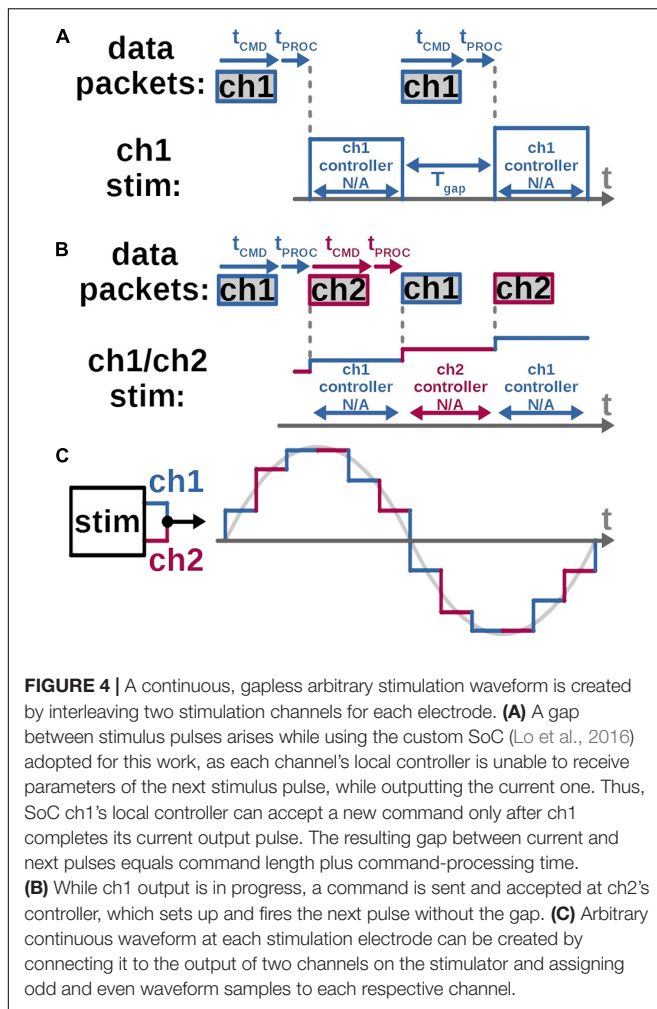 A
t_CMD t_PROC t_CMD t_PROC
data
packets: ch1 ch1
ch1
stim:
ch1
controller
N/A
T_gap
ch1
controller
N/A
t
B
t_CMD t_PROC t_CMD t_PROC
data
packets: ch1 ch2 ch1 ch2
ch1/ch2
stim:
ch1
controller
N/A
ch2
controller
N/A
ch1
controller
N/A
t
C
stim
ch1
ch2
t
FIGURE 4 | A continuous, gapless arbitrary stimulation waveform is created
by interleaving two stimulation channels for each electrode. (A) A gap
between stimulus pulses arises while using the custom SoC (Lo et al., 2016)
adopted for this work, as each channel's local controller is unable to receive
parameters of the next stimulus pulse, while outputting the current one. Thus,
SoC ch1's local controller can accept a new command only after ch1
completes its current output pulse. The resulting gap between current and
next pulses equals command length plus command-processing time.
(B) While ch1 output is in progress, a command is sent and accepted at ch2's
controller, which sets up and fires the next pulse without the gap. (C) Arbitrary
continuous waveform at each stimulation electrode can be created by
connecting it to the output of two channels on the stimulator and assigning
odd and even waveform samples to each respective channel.